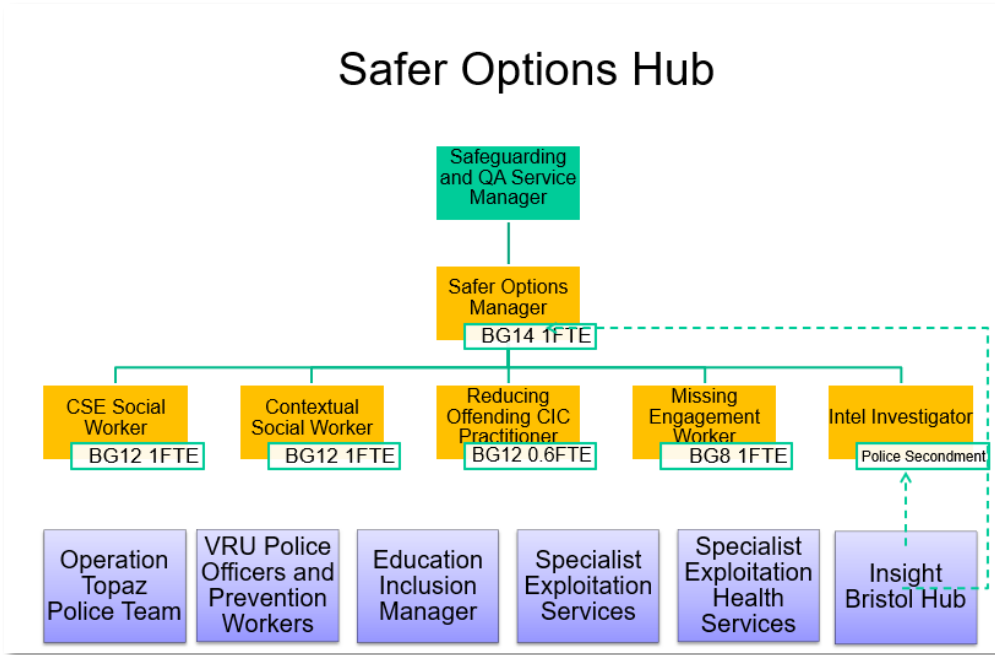 Safer Options Hub
Safeguarding
and QA Service
Manager
Safer Options
Manager
BG14 1FTE
CSE Social
Worker
BG12 1FTE
Contextual
Social Worker
BG12 1FTE
Reducing
Offending CIC
Practitioner
BG12 0.6FTE
Missing
Engagement
Worker
BG8 1FTE
Intel Investigator
Police Secondment
Operation
Topaz
Police Team
VRU Police
Officers and
Prevention
Workers
Education
Inclusion
Manager
Specialist
Exploitation
Services
Specialist
Exploitation
Health
Services
Insight
Bristol Hub